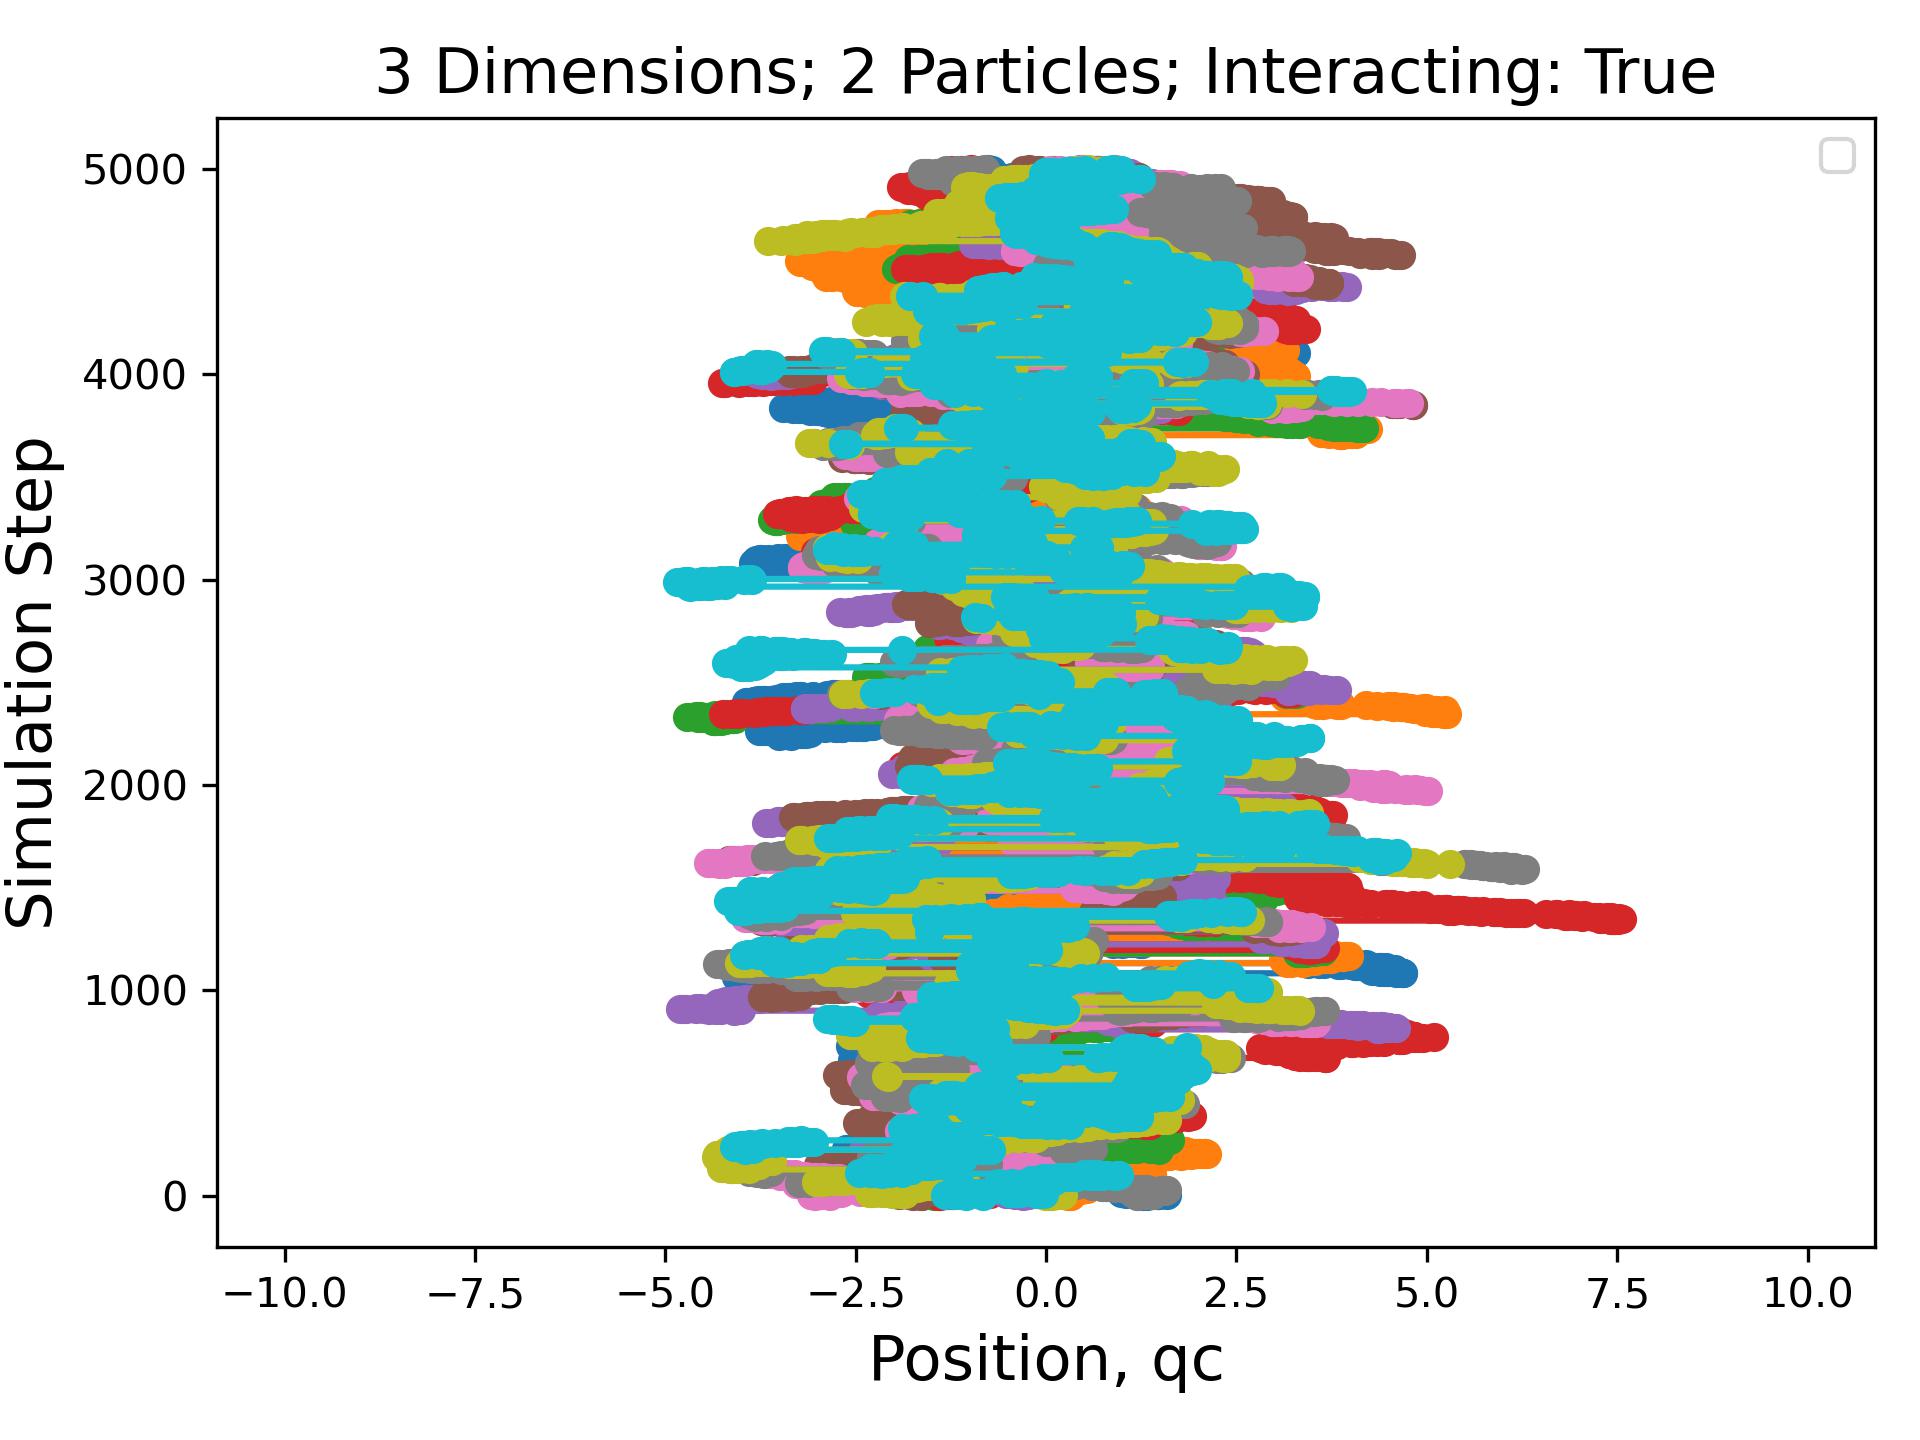 3 Dimensions; 2 Particles; Interacting: True
Simulation Step
5000
4000
3000
2000
1000
0
−10.0 −7.5 −5.0 −2.5 0.0 2.5 5.0 7.5 10.0
Position, qc